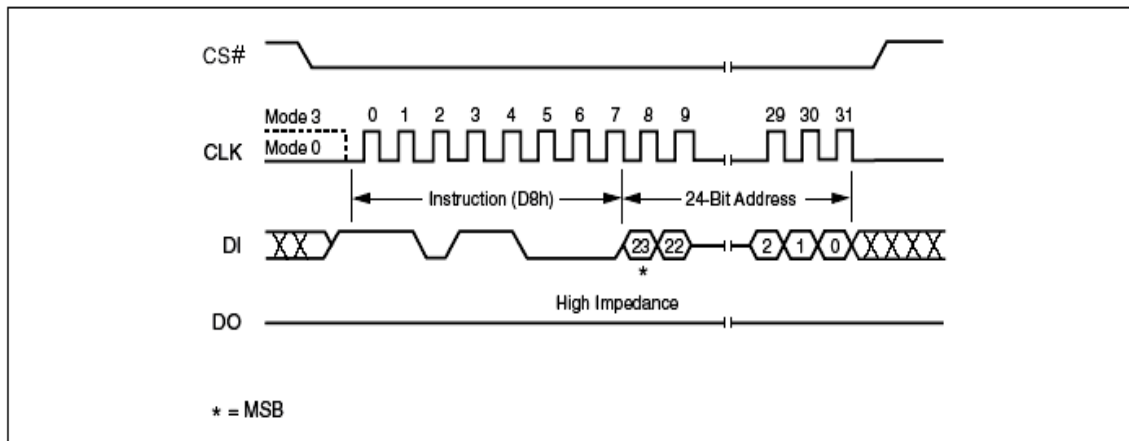 CS#
Mode 3 0 1 2 3 4 5 6 7 8 9 29 30 31
CLK Mode 0
Instruction (D8h) 24-Bit Address
DI 23 22 2 1 0
*
High Impedance
DO
* = MSB